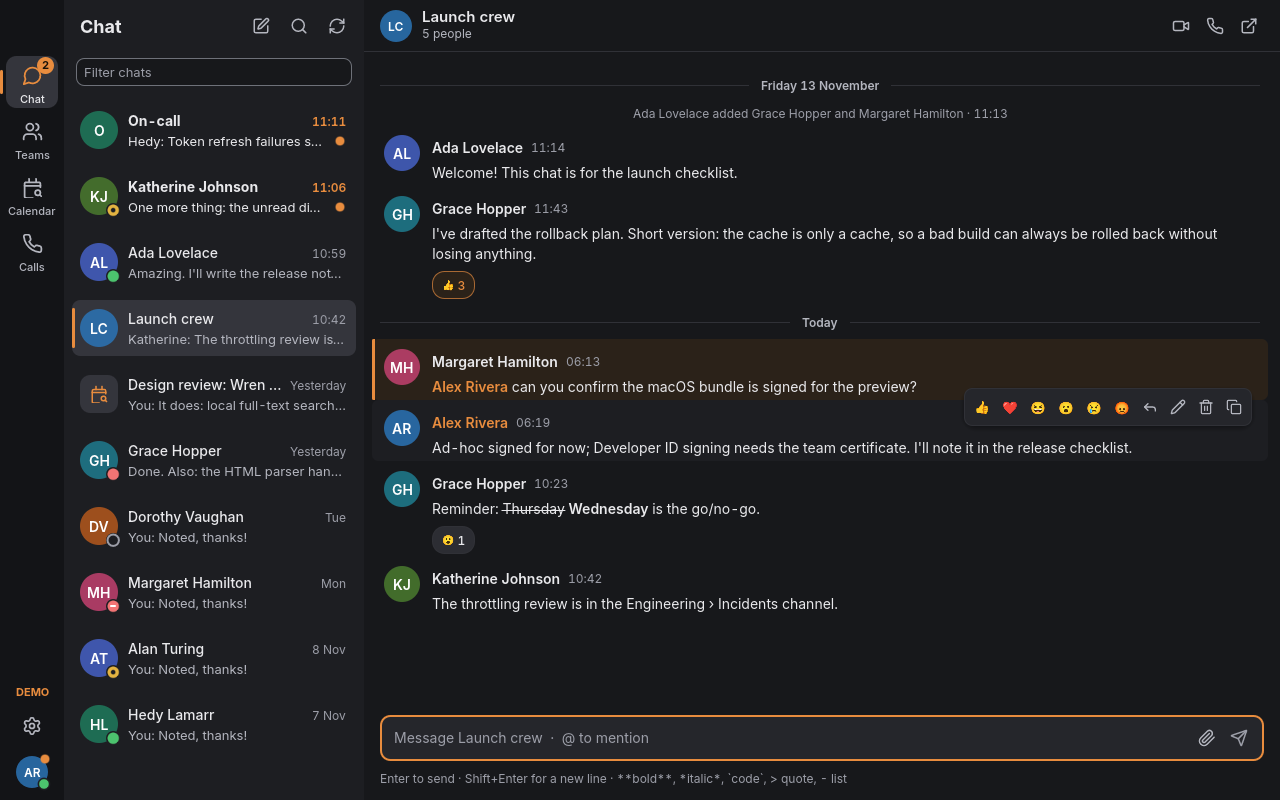 2
Chat
Teams
Calendar
Calls
DEMO
AR
Chat
Filter chats
O
On-call
11:11
Hedy: Token refresh failures s...
KJ
Katherine Johnson
11:06
One more thing: the unread di...
AL
Ada Lovelace
10:59
Amazing. I'll write the release not...
LC
Launch crew
10:42
Katherine: The throttling review is...
Design review: Wren ...
Yesterday
You: It does: local full-text search...
GH
Grace Hopper
Yesterday
Done. Also: the HTML parser han...
DV
Dorothy Vaughan
Tue
You: Noted, thanks!
MH
Margaret Hamilton
Mon
You: Noted, thanks!
AT
Alan Turing
8 Nov
You: Noted, thanks!
HL
Hedy Lamarr
7 Nov
You: Noted, thanks!
LC
Launch crew
5 people
Friday 13 November
Ada Lovelace added Grace Hopper and Margaret Hamilton · 11:13
AL
Ada Lovelace 11:14
Welcome! This chat is for the launch checklist.
GH
Grace Hopper 11:43
I've drafted the rollback plan. Short version: the cache is only a cache, so a bad build can always be rolled back without
losing anything.
👍 3
Today
MH
Margaret Hamilton 06:13
Alex Rivera can you confirm the macOS bundle is signed for the preview?
AR
Alex Rivera 06:19
Ad-hoc signed for now; Developer ID signing needs the team certificate. I'll note it in the release checklist.
GH
Grace Hopper 10:23
Reminder: Thursday Wednesday is the go/no-go.
😮 1
KJ
Katherine Johnson 10:42
The throttling review is in the Engineering › Incidents channel.
Message Launch crew · @ to mention
Enter to send · Shift+Enter for a new line · **bold**, *italic*, `code`, > quote, - list